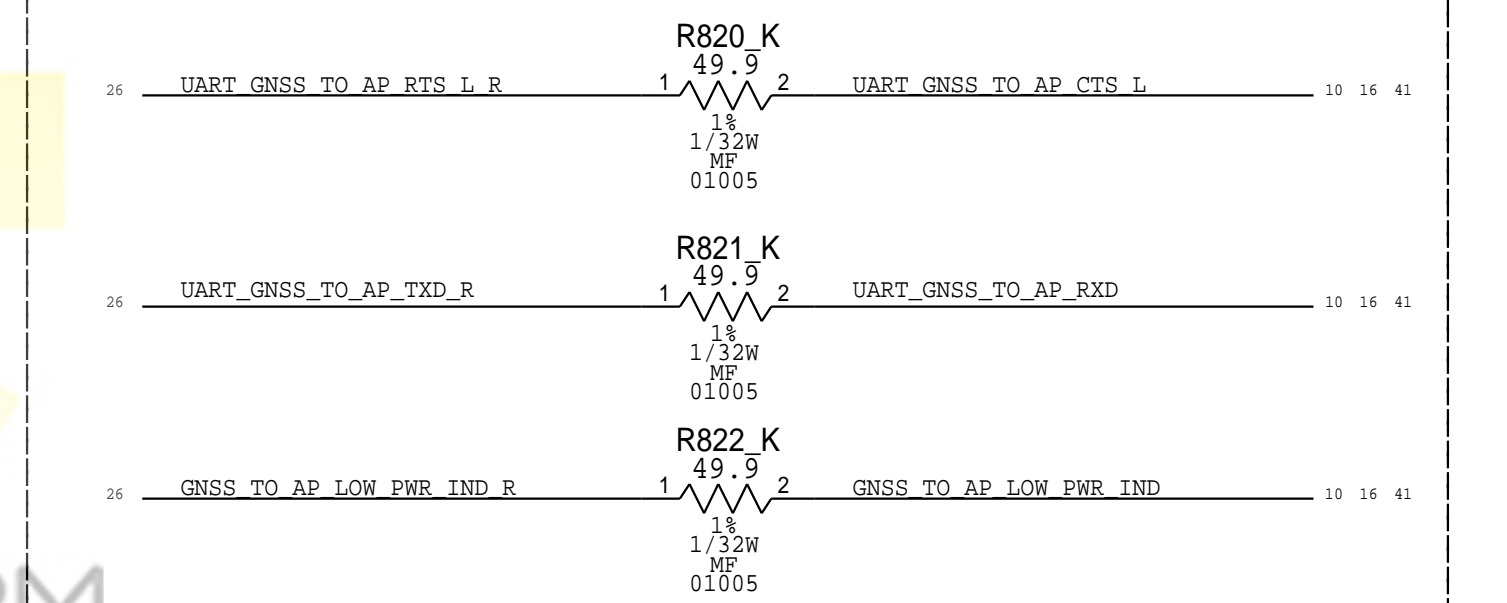 R820_K
49.9
26 UART_GNSS_TO_AP_RTS_L_R 1 2 UART_GNSS_TO_AP_CTS_L 10 16 41
1%
1/32W
MF
01005
R821_K
49.9
26 UART_GNSS_TO_AP_TXD_R 1 2 UART_GNSS_TO_AP_RXD 10 16 41
1%
1/32W
MF
01005
R822_K
49.9
26 GNSS_TO_AP_LOW_PWR_IND_R 1 2 GNSS_TO_AP_LOW_PWR_IND 10 16 41
1%
1/32W
MF
01005